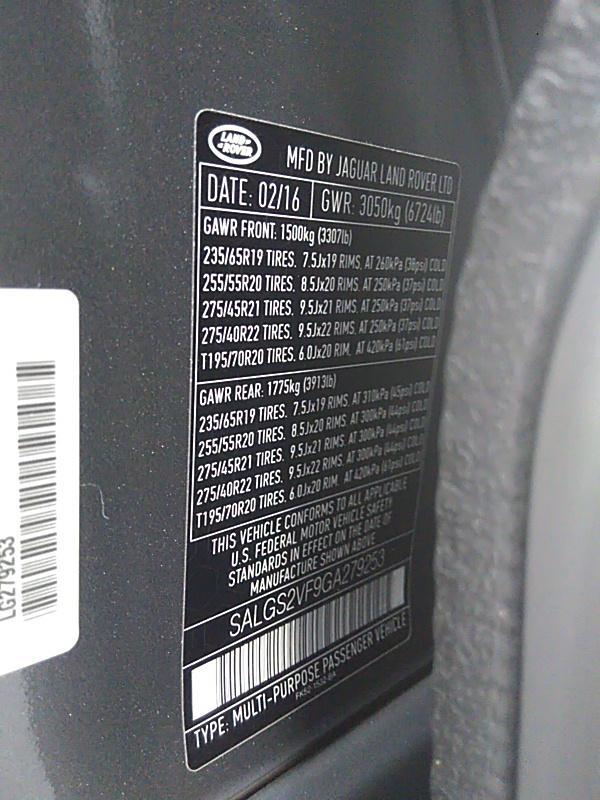 LAND-
-ROVER
MFD BY JAGUAR LAND ROVER LTD
DATE: 02/16 GWR: 3050kg (6724lb)
GAWR FRONT: 1500kg (3307lb)
235/65R19 TIRES, 7.5Jx19 RIMS, AT 260kPa (38psi) COLD
255/55R20 TIRES, 8.5Jx20 RIMS, AT 250kPa (37psi) COLD
275/45R21 TIRES, 9.5Jx21 RIMS, AT 250kPa (37psi) COLD
275/40R22 TIRES, 9.5Jx22 RIMS, AT 250kPa (37psi) COLD
T195/70R20 TIRES, 6.0Jx20 RIM, AT 420kPa (61psi) COLD
GAWR REAR: 1775kg (3913lb)
235/65R19 TIRES, 7.5Jx19 RIMS, AT 310kPa (45psi) COLD
255/55R20 TIRES, 8.5Jx20 RIMS, AT 300kPa (44psi) COLD
275/45R21 TIRES, 9.5Jx21 RIMS, AT 300kPa (44psi) COLD
275/40R22 TIRES, 9.5Jx22 RIMS, AT 300kPa (44psi) COLD
T195/70R20 TIRES, 6.0Jx20 RIM, AT 420kPa (61psi) COLD
THIS VEHICLE CONFORMS TO ALL APPLICABLE
U.S. FEDERAL MOTOR VEHICLE SAFETY
STANDARDS IN EFFECT ON THE DATE OF
MANUFACTURE SHOWN ABOVE
SALGS2VF9GA279253
TYPE: MULTI-PURPOSE PASSENGER VEHICLE
LG279253